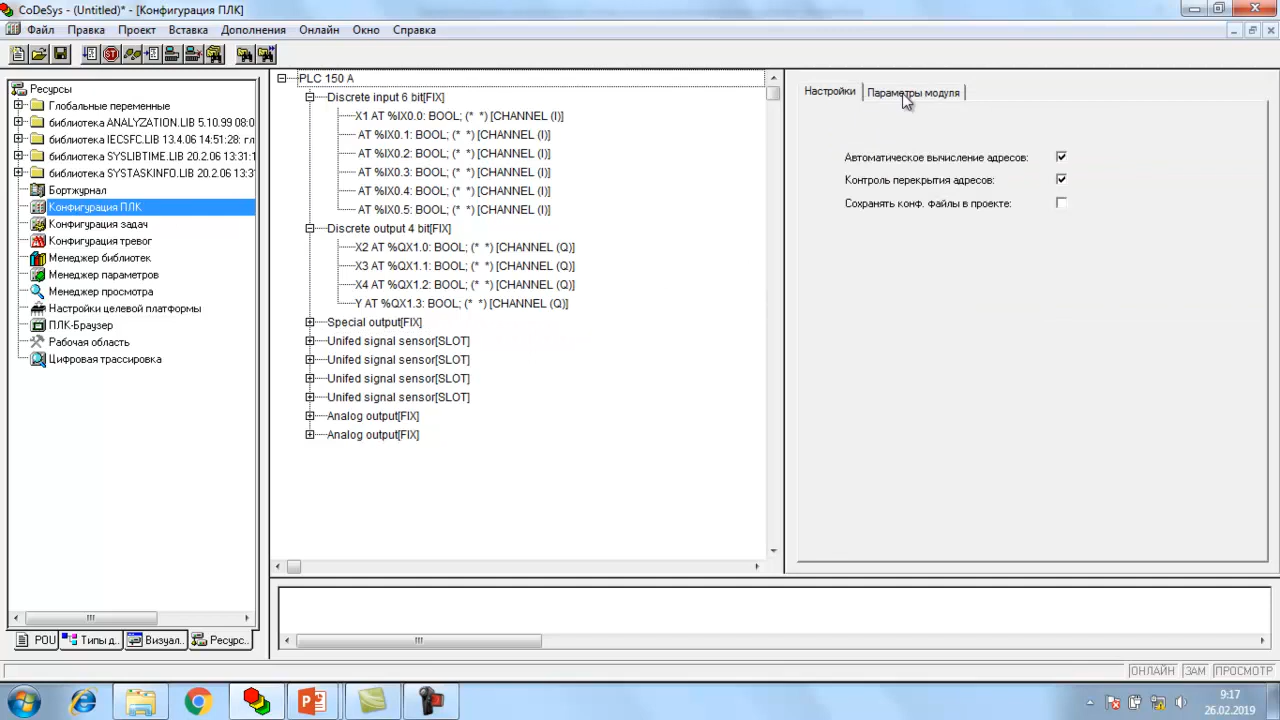 CoDeSys - (Untitled)* - [Конфигурация ПЛК]
Файл Правка Проект Вставка Дополнения Онлайн Окно Справка
Ресурсы
Глобальные переменные
библиотека ANALYZATION.LIB 5.10.99 08:0
библиотека IECSFC.LIB 13.4.06 14:51:28: гл
библиотека SYSLIBTIME.LIB 20.2.06 13:31:1
библиотека SYSTASKINFO.LIB 20.2.06 13:3
Бортжурнал
Конфигурация ПЛК
Конфигурация задач
Конфигурация тревог
Менеджер библиотек
Менеджер параметров
Менеджер просмотра
Настройки целевой платформы
ПЛК-Браузер
Рабочая область
Цифровая трассировка
POU Типы д.. Визуал.. Ресурс..
PLC 150 A
Discrete input 6 bit[FIX]
X1 AT %IX0.0: BOOL; (* *) [CHANNEL (I)]
AT %IX0.1: BOOL; (* *) [CHANNEL (I)]
AT %IX0.2: BOOL; (* *) [CHANNEL (I)]
AT %IX0.3: BOOL; (* *) [CHANNEL (I)]
AT %IX0.4: BOOL; (* *) [CHANNEL (I)]
AT %IX0.5: BOOL; (* *) [CHANNEL (I)]
Discrete output 4 bit[FIX]
X2 AT %QX1.0: BOOL; (* *) [CHANNEL (Q)]
X3 AT %QX1.1: BOOL; (* *) [CHANNEL (Q)]
X4 AT %QX1.2: BOOL; (* *) [CHANNEL (Q)]
Y AT %QX1.3: BOOL; (* *) [CHANNEL (Q)]
Special output[FIX]
Unifed signal sensor[SLOT]
Unifed signal sensor[SLOT]
Unifed signal sensor[SLOT]
Unifed signal sensor[SLOT]
Analog output[FIX]
Analog output[FIX]
Настройки Параметры модуля
Автоматическое вычисление адресов:
Контроль перекрытия адресов:
Сохранять конф. файлы в проекте:
ОНЛАЙН ЗАМ ПРОСМОТР
9:17
26.02.2019